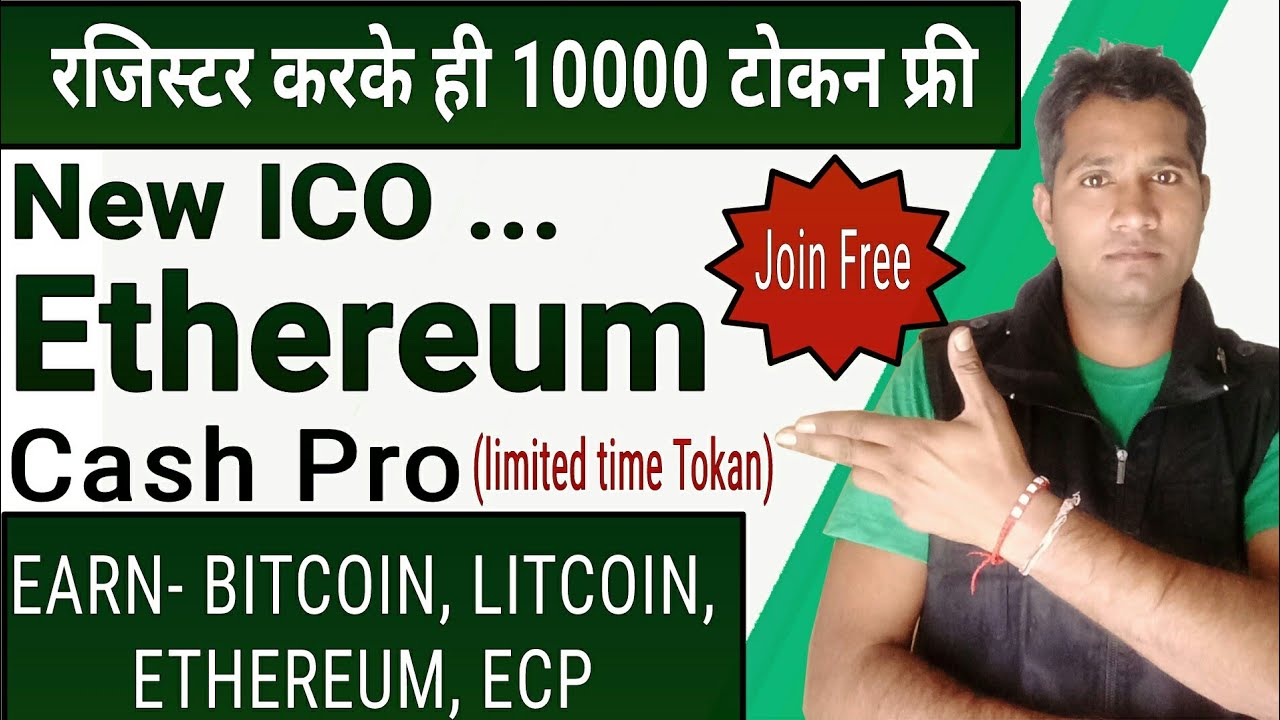 रजिस्टर करके ही 10000 टोकन फ्री
New ICO ...
Join Free
Ethereum
Cash Pro (limited time Tokan)
EARN- BITCOIN, LITCOIN,
ETHEREUM, ECP